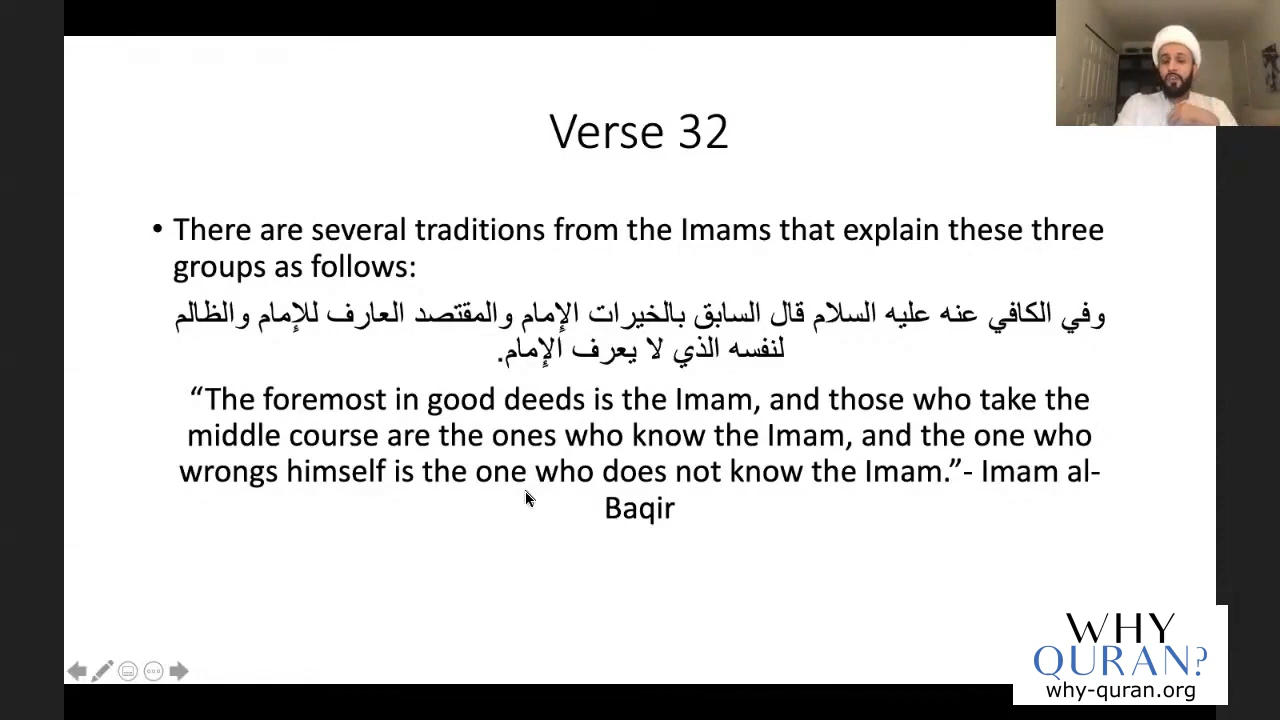 Verse 32
• There are several traditions from the Imams that explain these three
groups as follows:
وفي الكافي عنه عليه السلام قال السابق بالخيرات الإمام والمقتصد العارف للإمام والظالم
لنفسه الذي لا يعرف الإمام.
“The foremost in good deeds is the Imam, and those who take the
middle course are the ones who know the Imam, and the one who
wrongs himself is the one who does not know the Imam.”- Imam al-
Baqir
WHY
QURAN?
why-quran.org